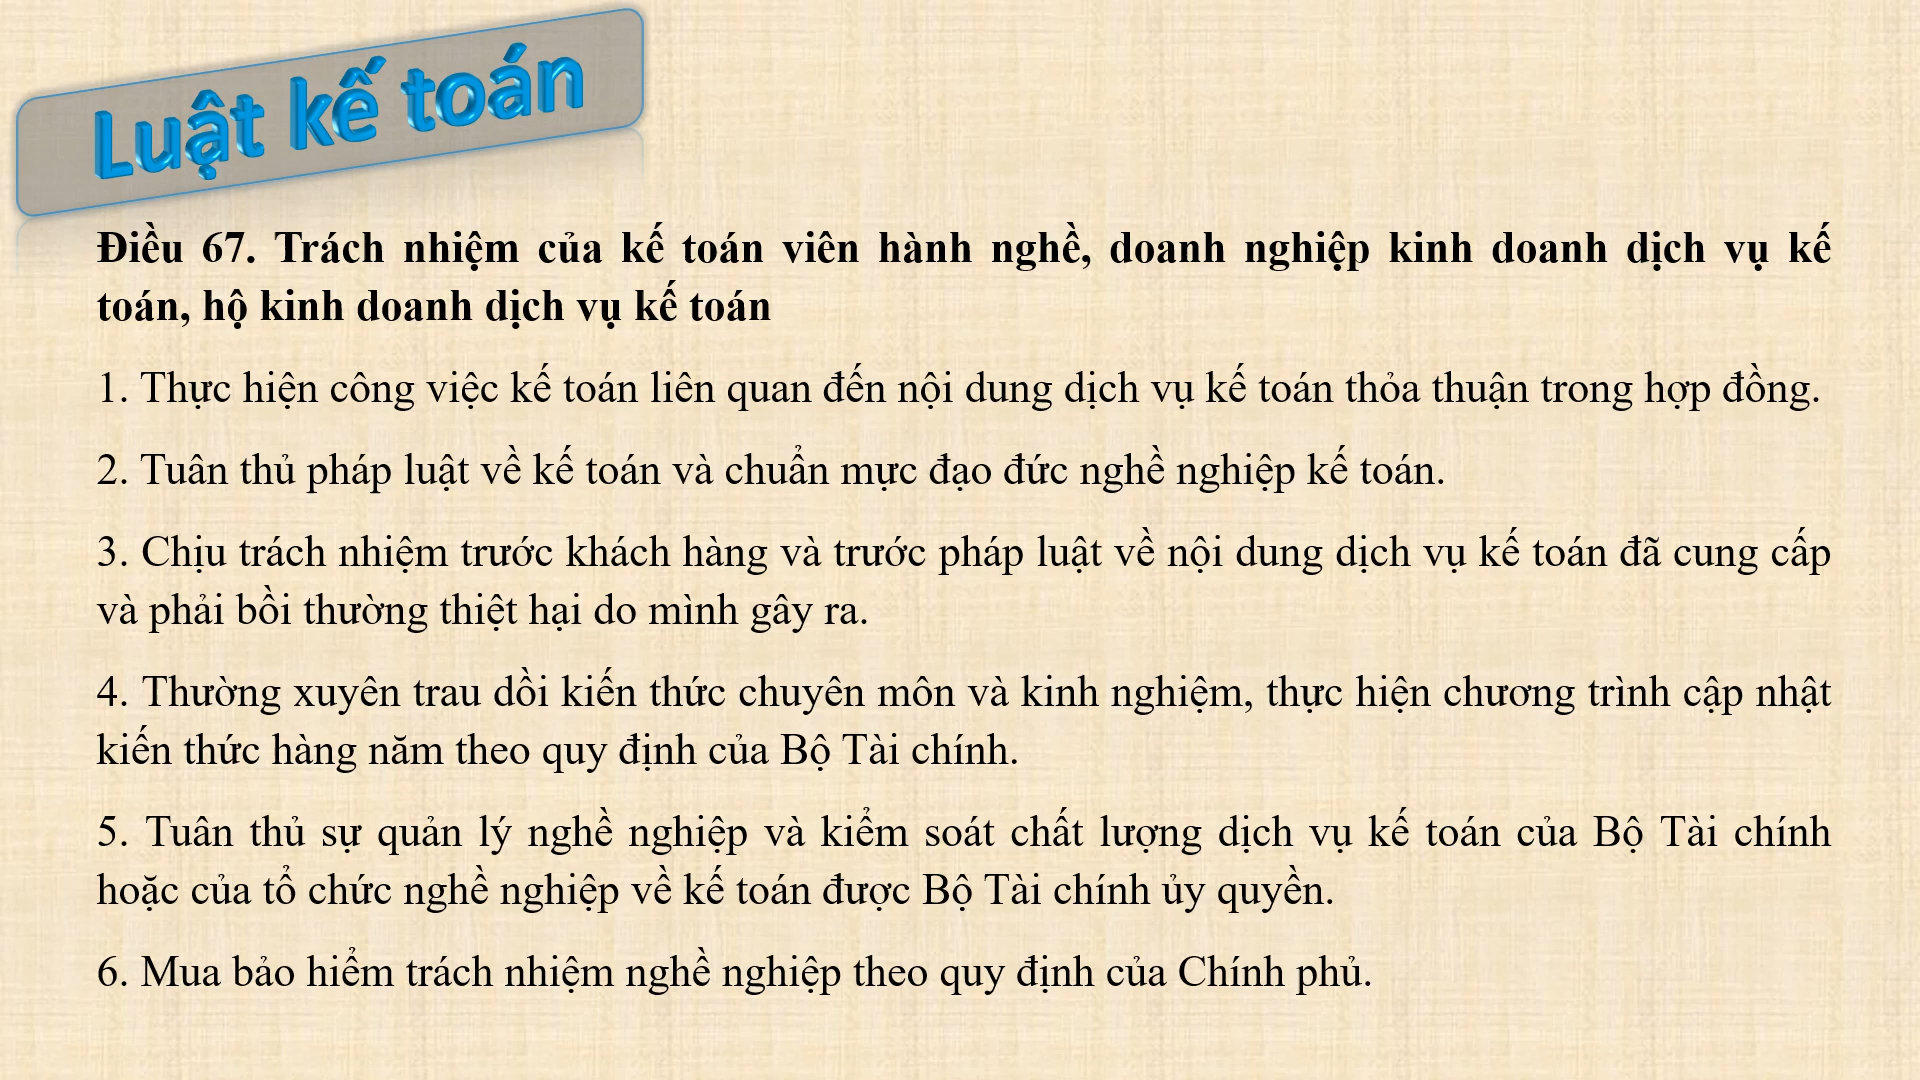 Luật kế toán
Điều 67. Trách nhiệm của kế toán viên hành nghề, doanh nghiệp kinh doanh dịch vụ kế
toán, hộ kinh doanh dịch vụ kế toán
1. Thực hiện công việc kế toán liên quan đến nội dung dịch vụ kế toán thỏa thuận trong hợp đồng.
2. Tuân thủ pháp luật về kế toán và chuẩn mực đạo đức nghề nghiệp kế toán.
3. Chịu trách nhiệm trước khách hàng và trước pháp luật về nội dung dịch vụ kế toán đã cung cấp
và phải bồi thường thiệt hại do mình gây ra.
4. Thường xuyên trau dồi kiến thức chuyên môn và kinh nghiệm, thực hiện chương trình cập nhật
kiến thức hàng năm theo quy định của Bộ Tài chính.
5. Tuân thủ sự quản lý nghề nghiệp và kiểm soát chất lượng dịch vụ kế toán của Bộ Tài chính
hoặc của tổ chức nghề nghiệp về kế toán được Bộ Tài chính ủy quyền.
6. Mua bảo hiểm trách nhiệm nghề nghiệp theo quy định của Chính phủ.